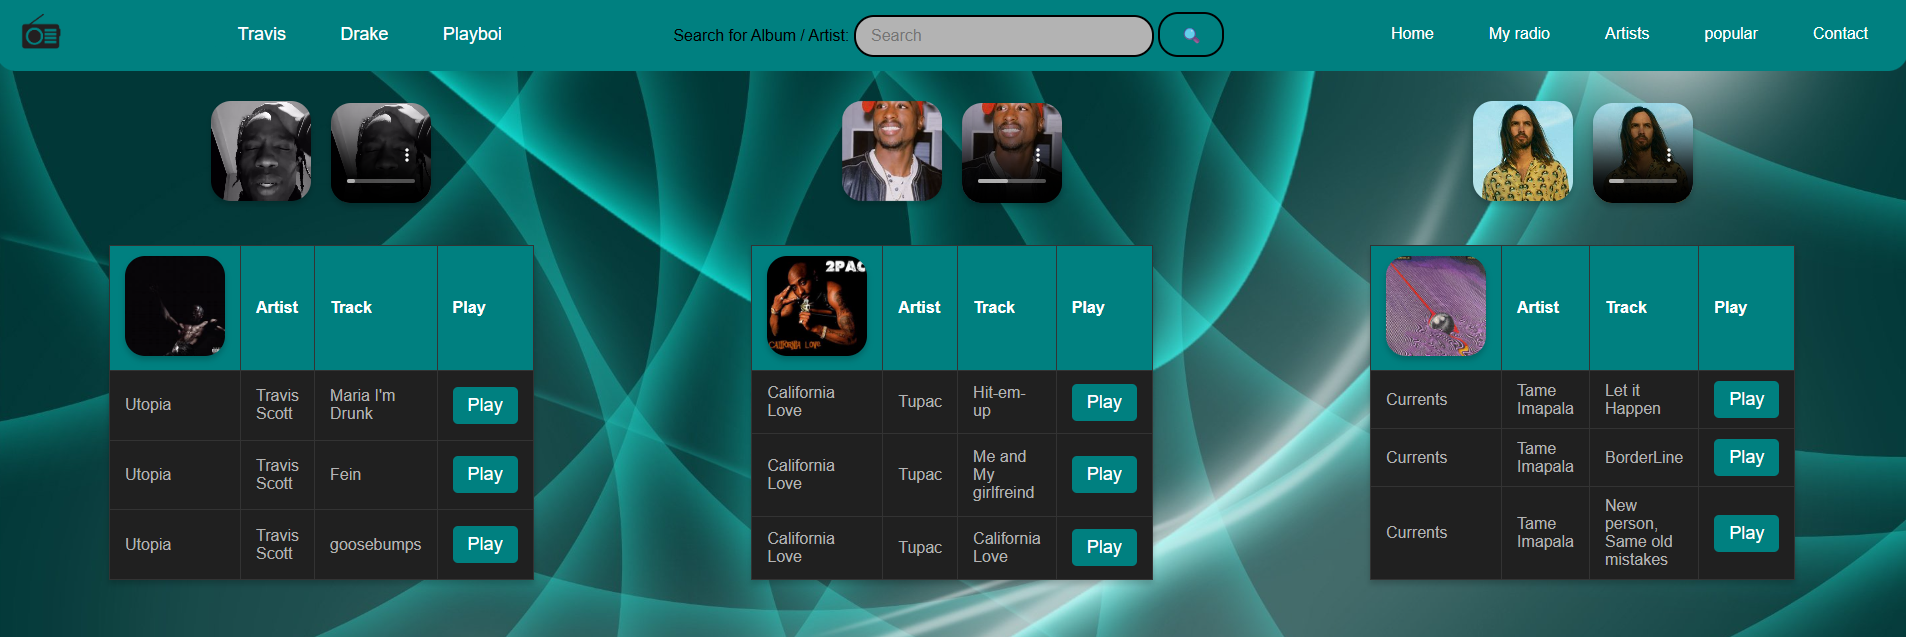 Travis Drake Playboi Search for Album / Artist: Search Home My radio Artists popular Contact
Artist Track Play
Utopia Travis Scott Maria I'm Drunk Play
Utopia Travis Scott Fein Play
Utopia Travis Scott goosebumps Play
2PAC
CALIFORNIA LOVE
Artist Track Play
California Love Tupac Hit-em-up Play
California Love Tupac Me and My girlfreind Play
California Love Tupac California Love Play
Artist Track Play
Currents Tame Imapala Let it Happen Play
Currents Tame Imapala BorderLine Play
Currents Tame Imapala New person, Same old mistakes Play